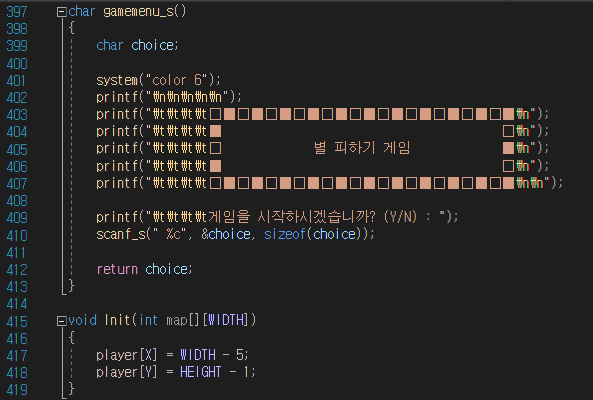 397 char gamemenu_s()
398 {
399 char choice;
400
401 system("color 6");
402 printf("₩n₩n₩n₩n₩n");
403 printf("₩t₩t₩t₩t□■□■□■□■□■□■□■□■□■□■□■₩n");
404 printf("₩t₩t₩t₩t■                                        □₩n");
405 printf("₩t₩t₩t₩t□             별 피하기 게임             ■₩n");
406 printf("₩t₩t₩t₩t■                                        □₩n");
407 printf("₩t₩t₩t₩t□■□■□■□■□■□■□■□■□■□■□■₩n₩n");
408
409 printf("₩t₩t₩t₩t게임을 시작하시겠습니까? (Y/N) : ");
410 scanf_s(" %c", &choice, sizeof(choice));
411
412 return choice;
413 }
414
415 void Init(int map[][WIDTH])
416 {
417 player[X] = WIDTH - 5;
418 player[Y] = HEIGHT - 1;
419 }